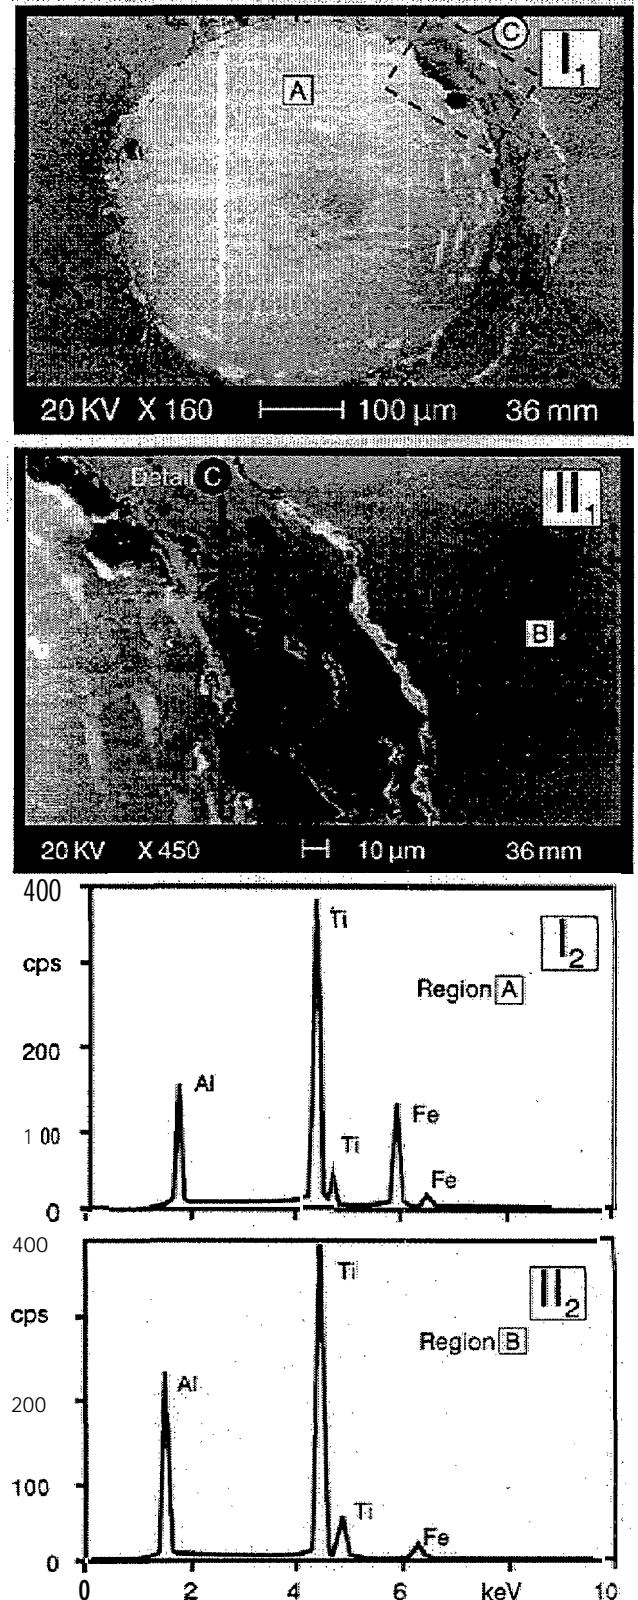 C
I1
A
20 KV X 160 100 µm 36 mm
Detail C
II1
B
20 KV X 450 10 µm 36 mm
400
Ti
I2
cps
Region A
200
Al
Fe
100
Ti
Fe
0
400
Ti
II2
cps
Region B
Al
200
100
Ti
Fe
0
0 2 4 6 keV 10